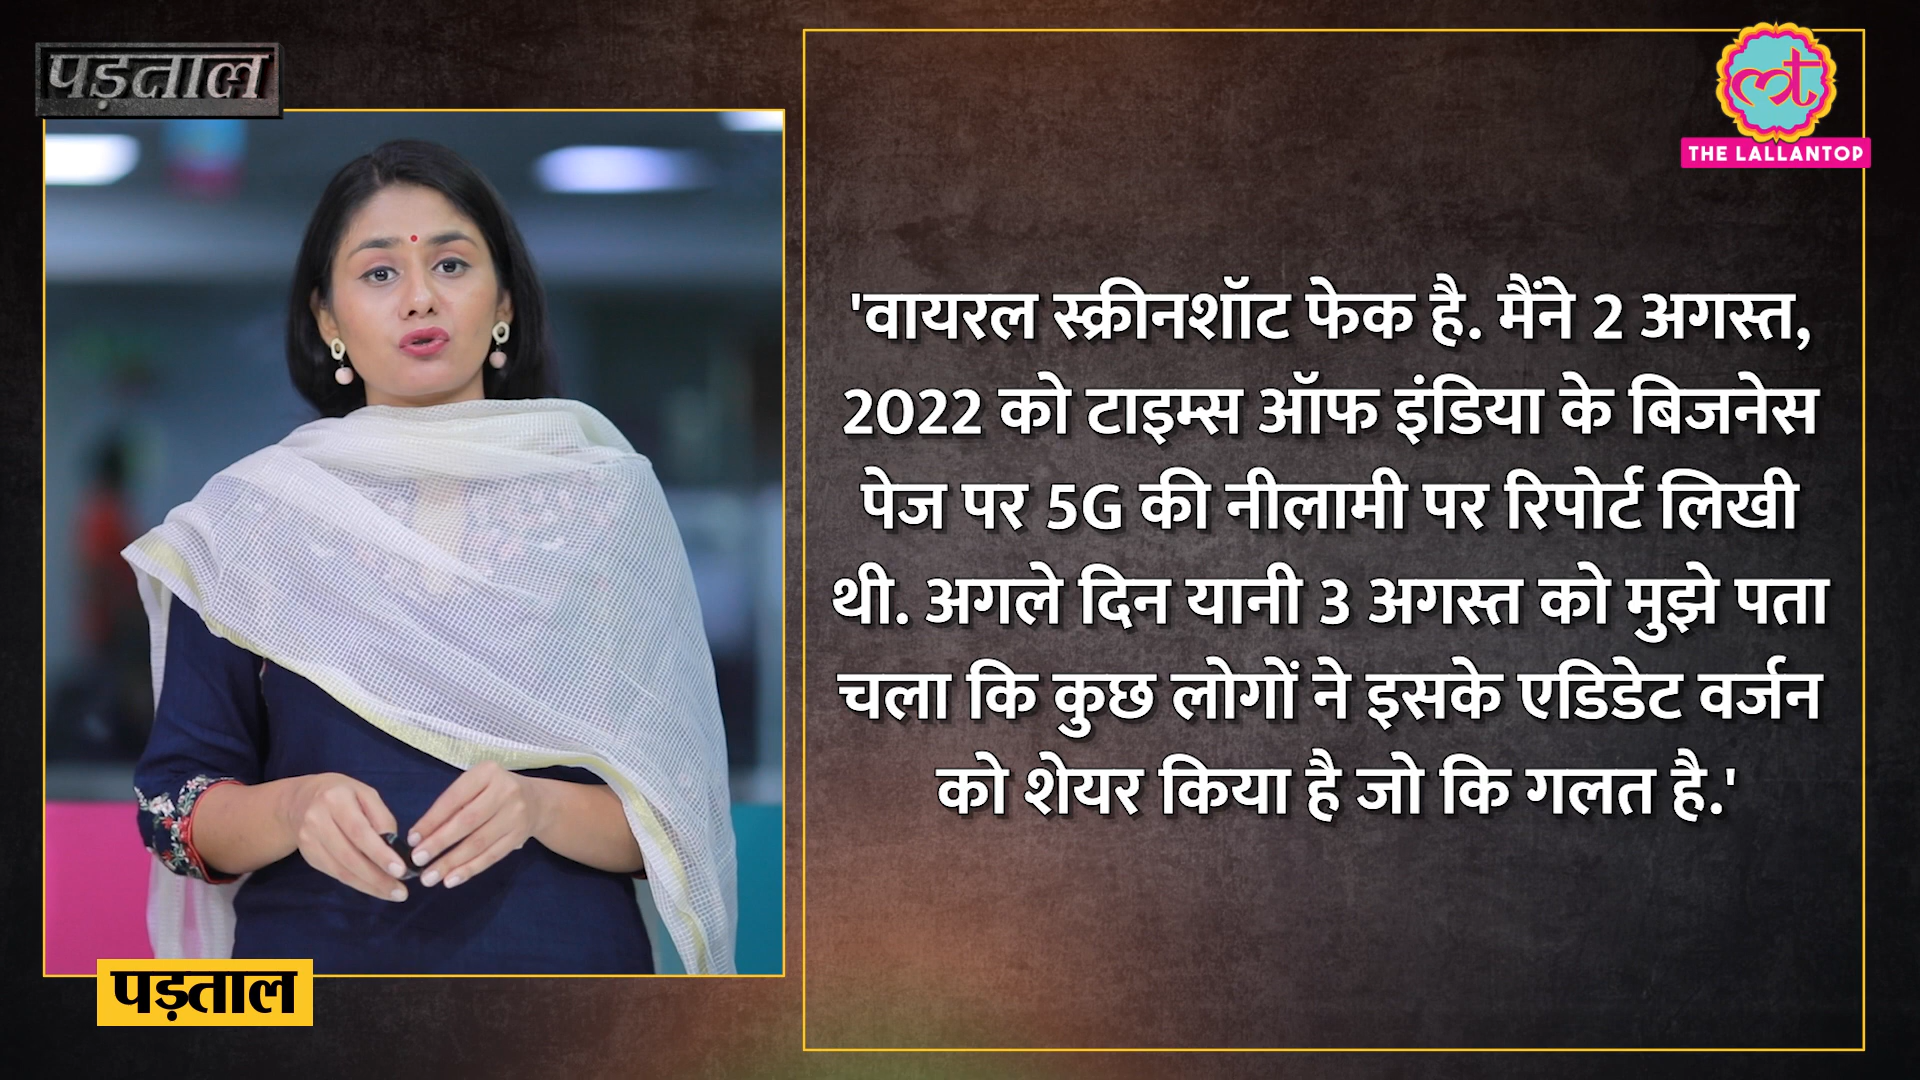 पड़ताल
THE LALLANTOP
'वायरल स्क्रीनशॉट फेक है. मैंने 2 अगस्त,
2022 को टाइम्स ऑफ इंडिया के बिजनेस
पेज पर 5G की नीलामी पर रिपोर्ट लिखी
थी. अगले दिन यानी 3 अगस्त को मुझे पता
चला कि कुछ लोगों ने इसके एडिडेट वर्जन
को शेयर किया है जो कि गलत है.'
पड़ताल